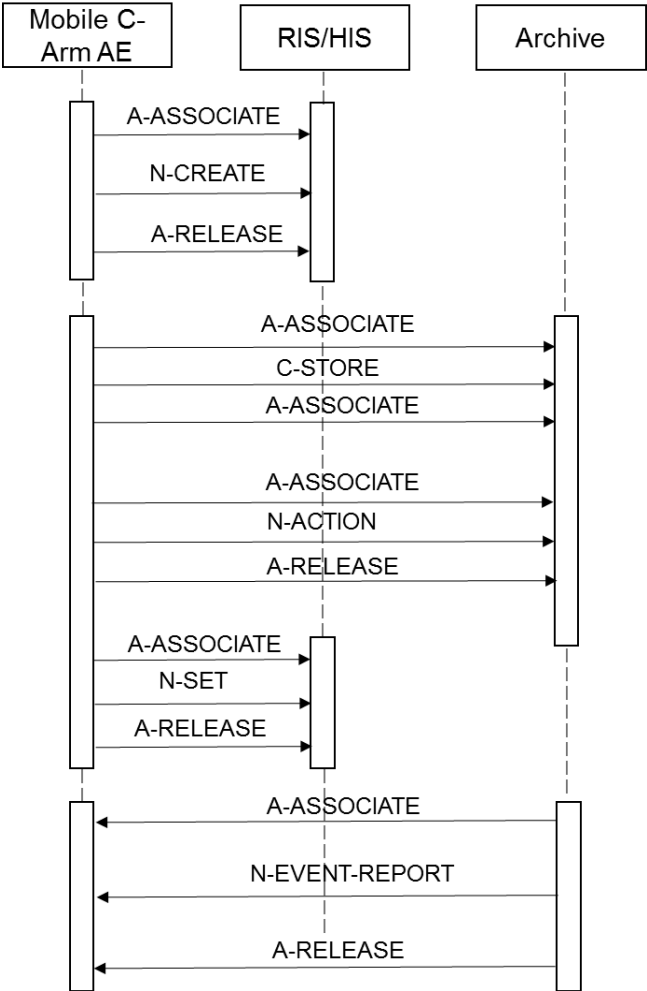 Mobile C-
Arm AE
RIS/HIS
Archive
A-ASSOCIATE
N-CREATE
A-RELEASE
A-ASSOCIATE
C-STORE
A-ASSOCIATE
A-ASSOCIATE
N-ACTION
A-RELEASE
A-ASSOCIATE
N-SET
A-RELEASE
A-ASSOCIATE
N-EVENT-REPORT
A-RELEASE